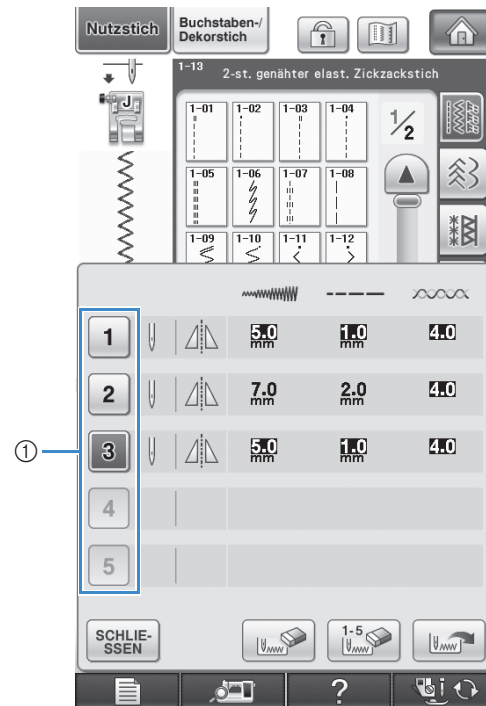 Nutzstich
Buchstaben-/
Dekorstich
1-13
2-st. genähter elast. Zickzackstich
J
1-01 1-02 1-03 1-04
1/2
1-05 1-06 1-07 1-08
1-09 1-10 1-11 1-12
1 5.0 mm 1.0 mm 4.0
2 7.0 mm 2.0 mm 4.0
① 3 5.0 mm 1.0 mm 4.0
4
5
SCHLIE-
SSEN
1-5
?